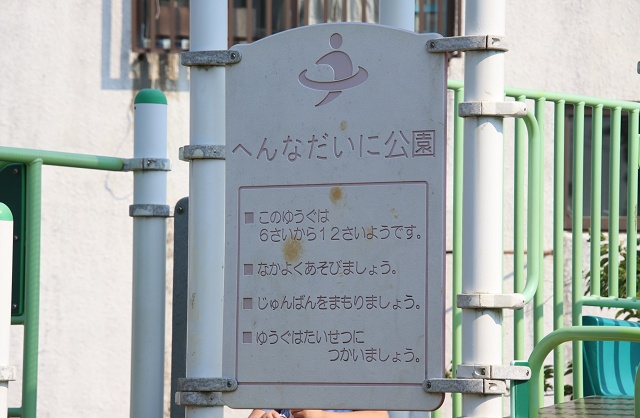 へんなだいに公園
■ このゆうぐは
6さいから12さいようです。
■ なかよくあそびましょう。
■ じゅんばんをまもりましょう。
■ ゆうぐはたいせつに
つかいましょう。